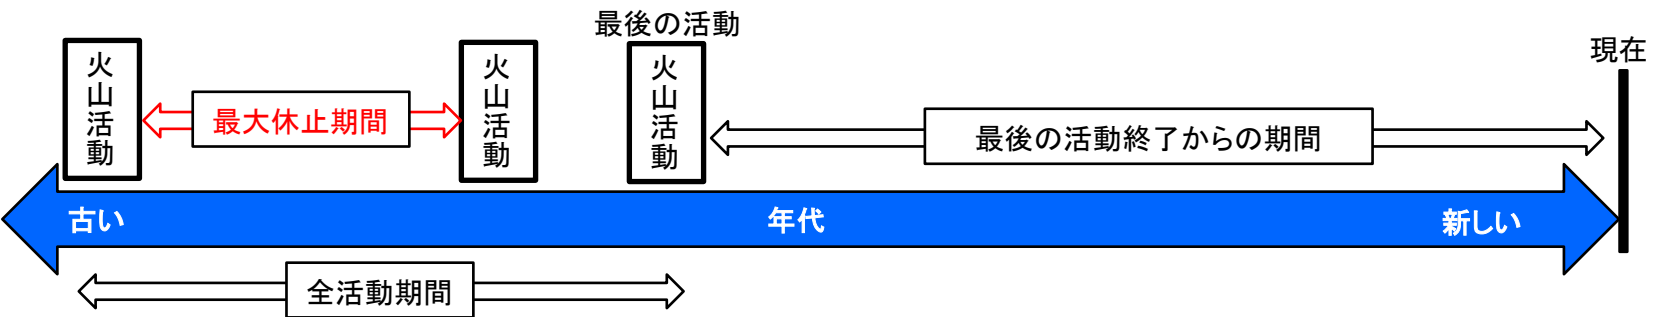 最後の活動
現在
火山活動
最大休止期間
火山活動
火山活動
最後の活動終了からの期間
古い
年代
新しい
全活動期間